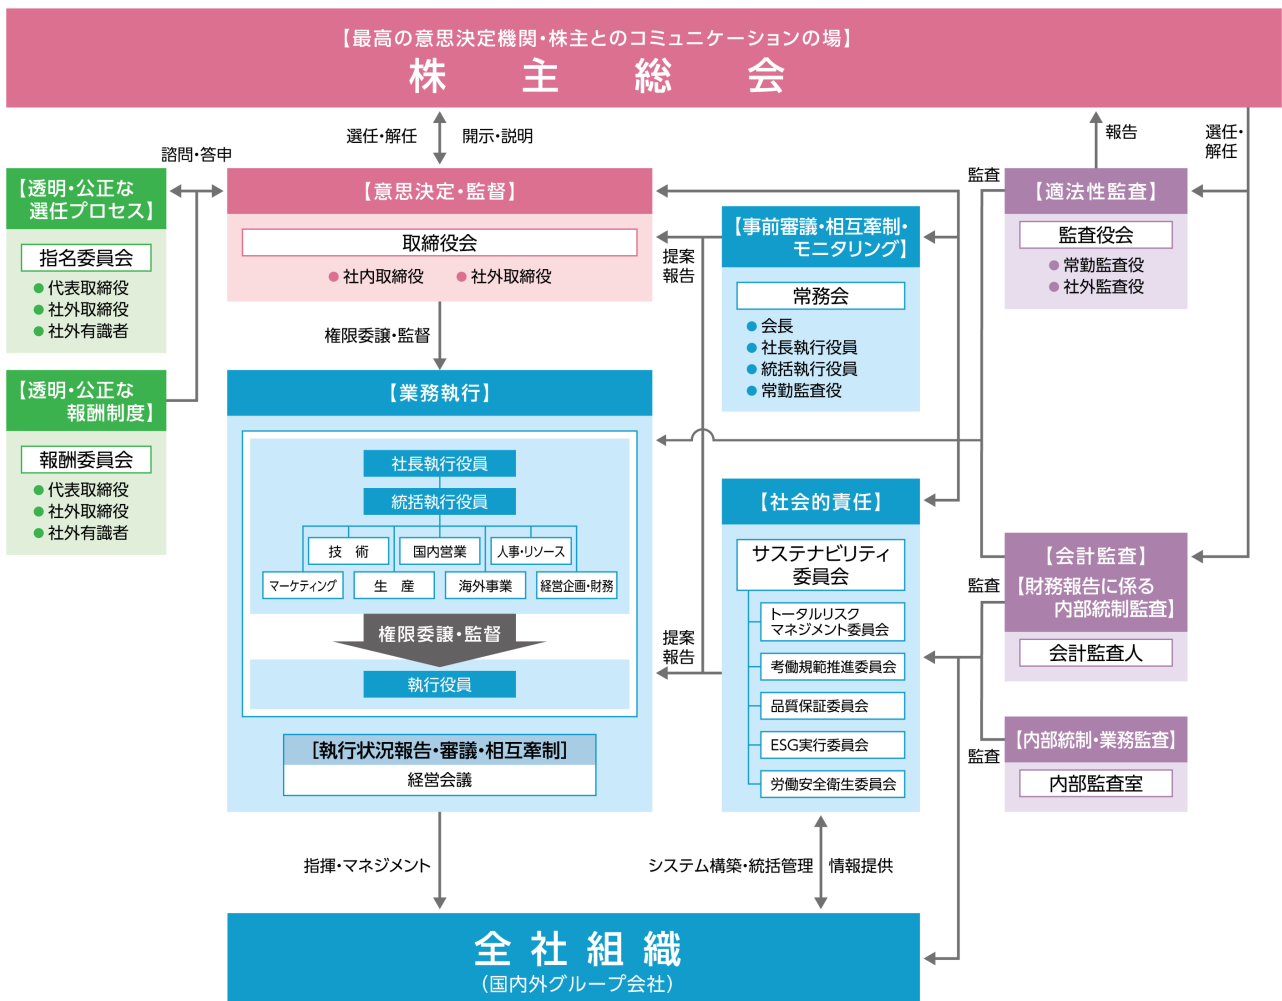 【最高の意思決定機関・株主とのコミュニケーションの場】
株主総会
選任・解任
開示・説明
報告
選任・
解任
諮問・答申
【透明・公正な
選任プロセス】
指名委員会
●代表取締役
●社外取締役
●社外有識者
【透明・公正な
報酬制度】
報酬委員会
●代表取締役
●社外取締役
●社外有識者
【意思決定・監督】
取締役会
●社内取締役
●社外取締役
権限委譲・監督
提案
報告
【事前審議・相互牽制・
モニタリング】
常務会
●会長
●社長執行役員
●統括執行役員
●常勤監査役
監査
【適法性監査】
監査役会
●常勤監査役
●社外監査役
【業務執行】
社長執行役員
統括執行役員
技術
国内営業
人事・リソース
マーケティング
生産
海外事業
経営企画・財務
権限委譲・監督
執行役員
[執行状況報告・審議・相互牽制]
経営会議
提案
報告
【社会的責任】
サステナビリティ
委員会
トータルリスク
マネジメント委員会
考働規範推進委員会
品質保証委員会
ESG実行委員会
労働安全衛生委員会
【会計監査】
【財務報告に係る
内部統制監査】
会計監査人
監査
【内部統制・業務監査】
内部監査室
監査
指揮・マネジメント
システム構築・統括管理
情報提供
全社組織
(国内外グループ会社)